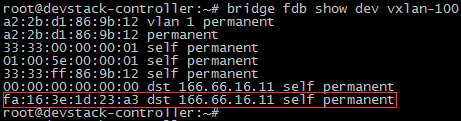 root@devstack-controller:~# bridge fdb show dev vxlan-100
a2:2b:d1:86:9b:12 vlan 1 permanent
a2:2b:d1:86:9b:12 permanent
33:33:00:00:00:01 self permanent
01:00:5e:00:00:01 self permanent
33:33:ff:86:9b:12 self permanent
00:00:00:00:00:00 dst 166.66.16.11 self permanent
fa:16:3e:1d:23:a3 dst 166.66.16.11 self permanent
root@devstack-controller:~#